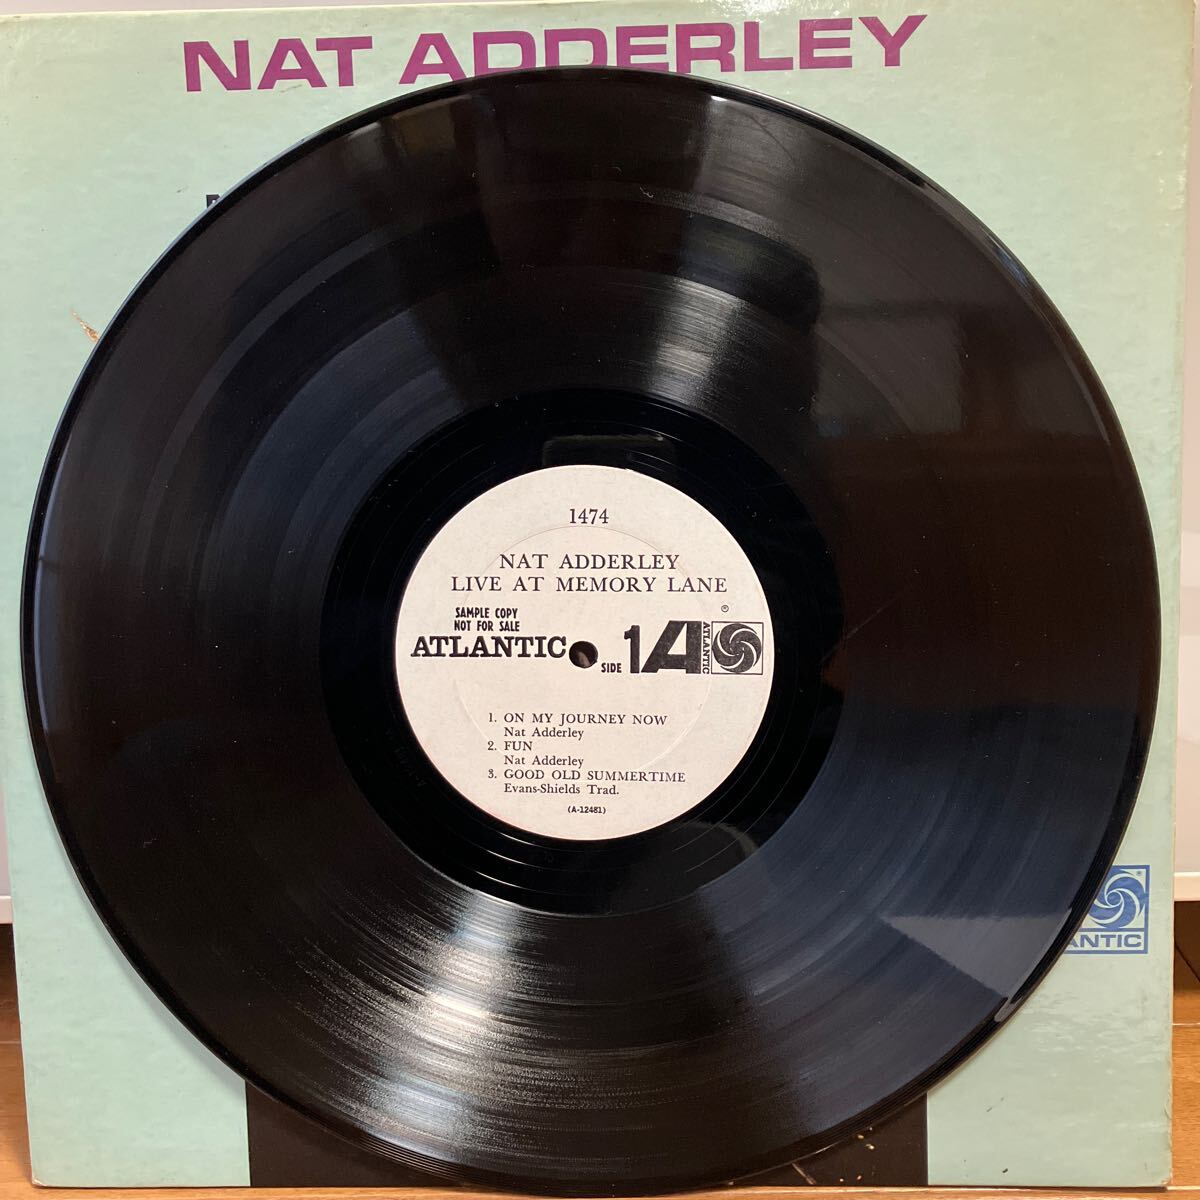 NAT ADDERLEY
1474
NAT ADDERLEY
LIVE AT MEMORY LANE
SAMPLE COPY
NOT FOR SALE
®
ATLANTIC
SIDE 1
A
ATLANTIC
1. ON MY JOURNEY NOW
Nat Adderley
2. FUN
Nat Adderley
3. GOOD OLD SUMMERTIME
Evans-Shields Trad.
(A-12481)
®
ANTIC